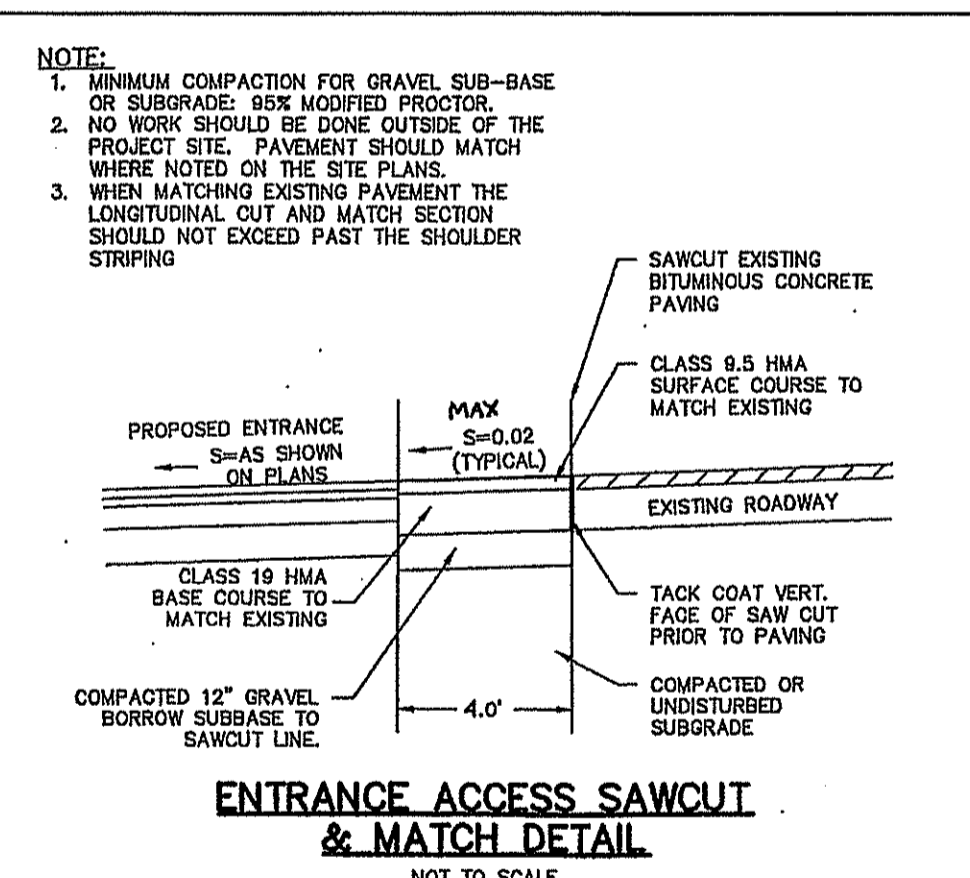 NOTE:
1. MINIMUM COMPACTION FOR GRAVEL SUB-BASE
OR SUBGRADE: 95% MODIFIED PROCTOR.
2. NO WORK SHOULD BE DONE OUTSIDE OF THE
PROJECT SITE. PAVEMENT SHOULD MATCH
WHERE NOTED ON THE SITE PLANS.
3. WHEN MATCHING EXISTING PAVEMENT THE
LONGITUDINAL CUT AND MATCH SECTION
SHOULD NOT EXCEED PAST THE SHOULDER
STRIPING
SAWCUT EXISTING
BITUMINOUS CONCRETE
PAVING
CLASS 9.5 HMA
SURFACE COURSE TO
MATCH EXISTING
PROPOSED ENTRANCE
S=AS SHOWN
ON PLANS
MAX
S=0.02
(TYPICAL)
EXISTING ROADWAY
CLASS 19 HMA
BASE COURSE TO
MATCH EXISTING
TACK COAT VERT.
FACE OF SAW CUT
PRIOR TO PAVING
COMPACTED 12" GRAVEL
BORROW SUBBASE TO
SAWCUT LINE.
4.0'
COMPACTED OR
UNDISTURBED
SUBGRADE
ENTRANCE ACCESS SAWCUT
& MATCH DETAIL
NOT TO SCALE